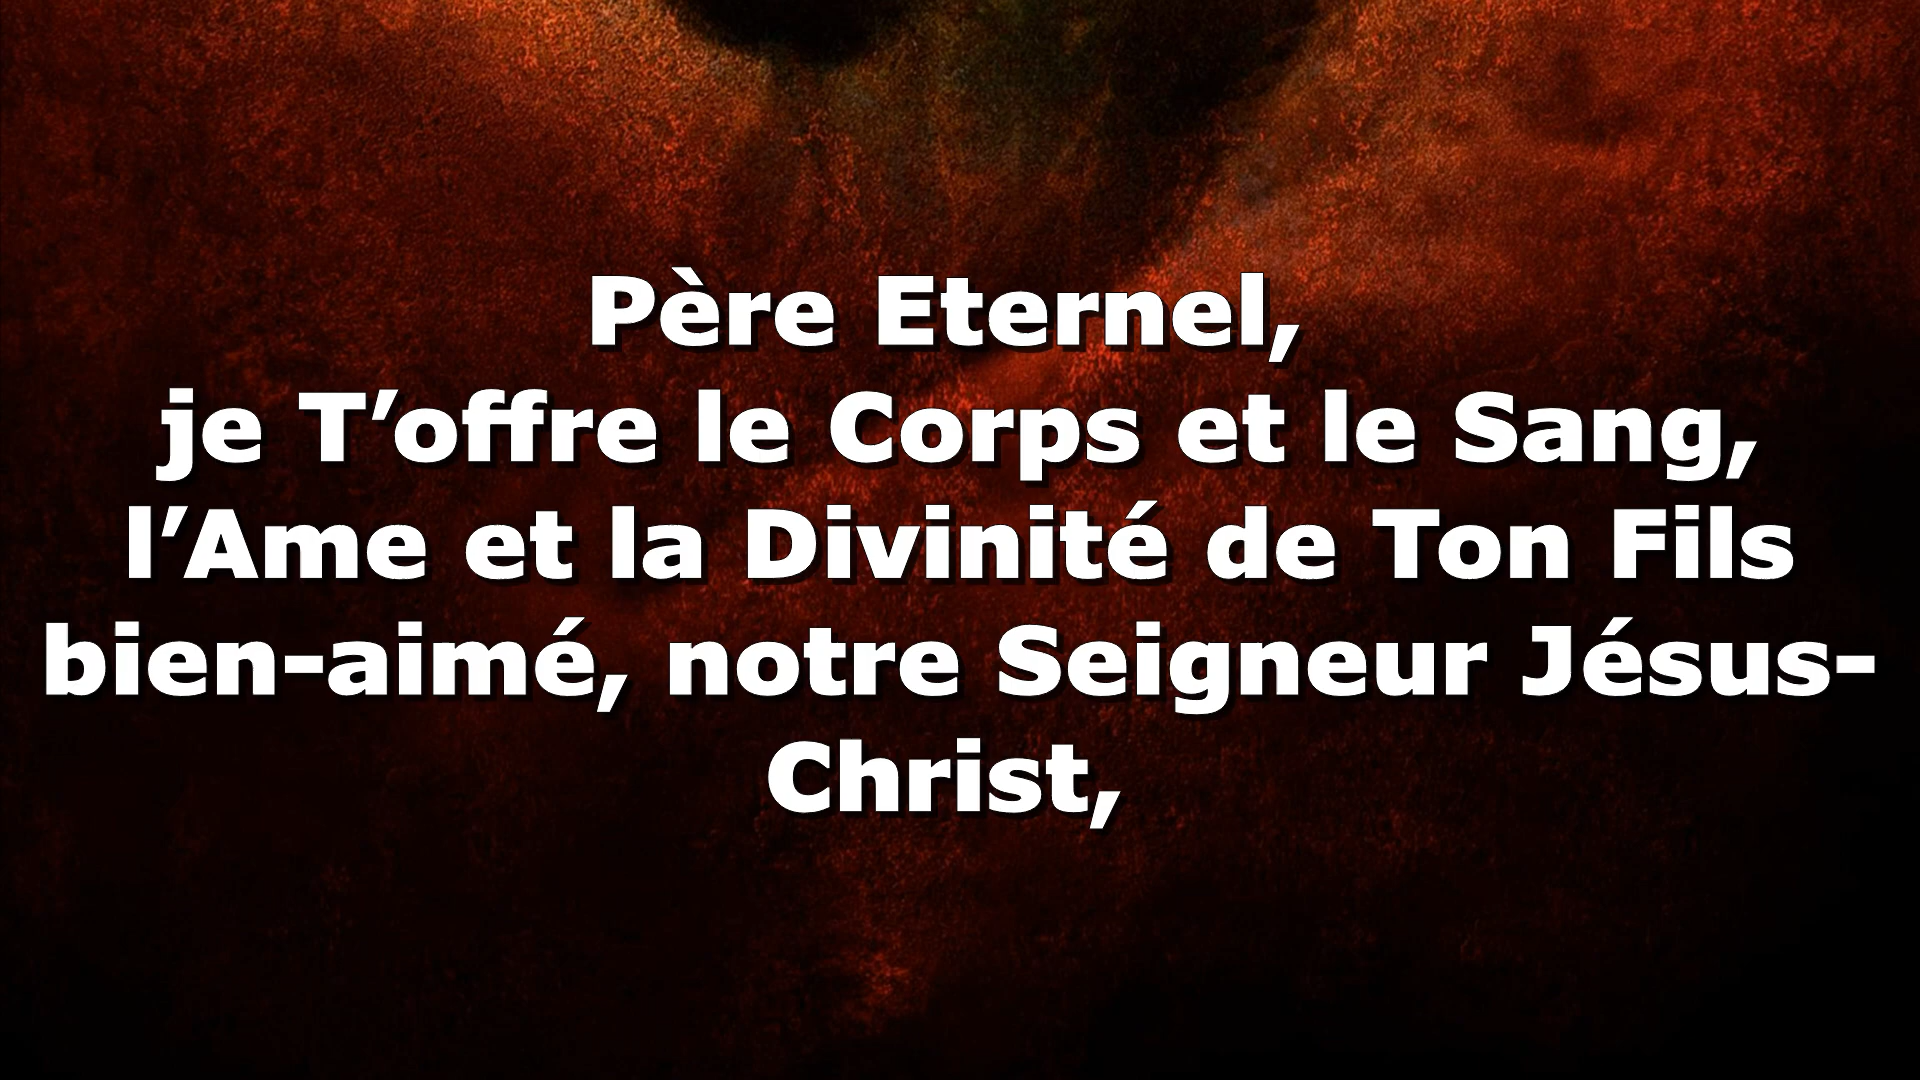 Père Eternel,
je T’offre le Corps et le Sang,
l’Ame et la Divinité de Ton Fils
bien-aimé, notre Seigneur Jésus-
Christ,